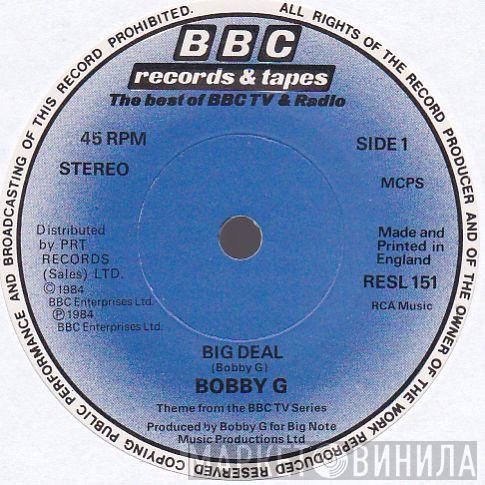 ALL RIGHTS OF THE RECORD PRODUCER AND OF THE OWNER OF THE WORK REPRODUCED RESERVED COPYING PUBLIC PERFORMANCE AND BROADCASTING OF THIS RECORD PROHIBITED.
BBC
records & tapes
The best of BBC TV & Radio
45 RPM
STEREO
SIDE 1
MCPS
Distributed
by PRT
RECORDS
(Sales) LTD.
© 1984
BBC Enterprises Ltd.
℗ 1984
BBC Enterprises Ltd.
Made and
Printed in
England
RESL 151
RCA Music
BIG DEAL
(Bobby G)
BOBBY G
Theme from the BBC TV Series
Produced by Bobby G for Big Note
Music Productions Ltd
МАРКЕТ ВИНИЛА